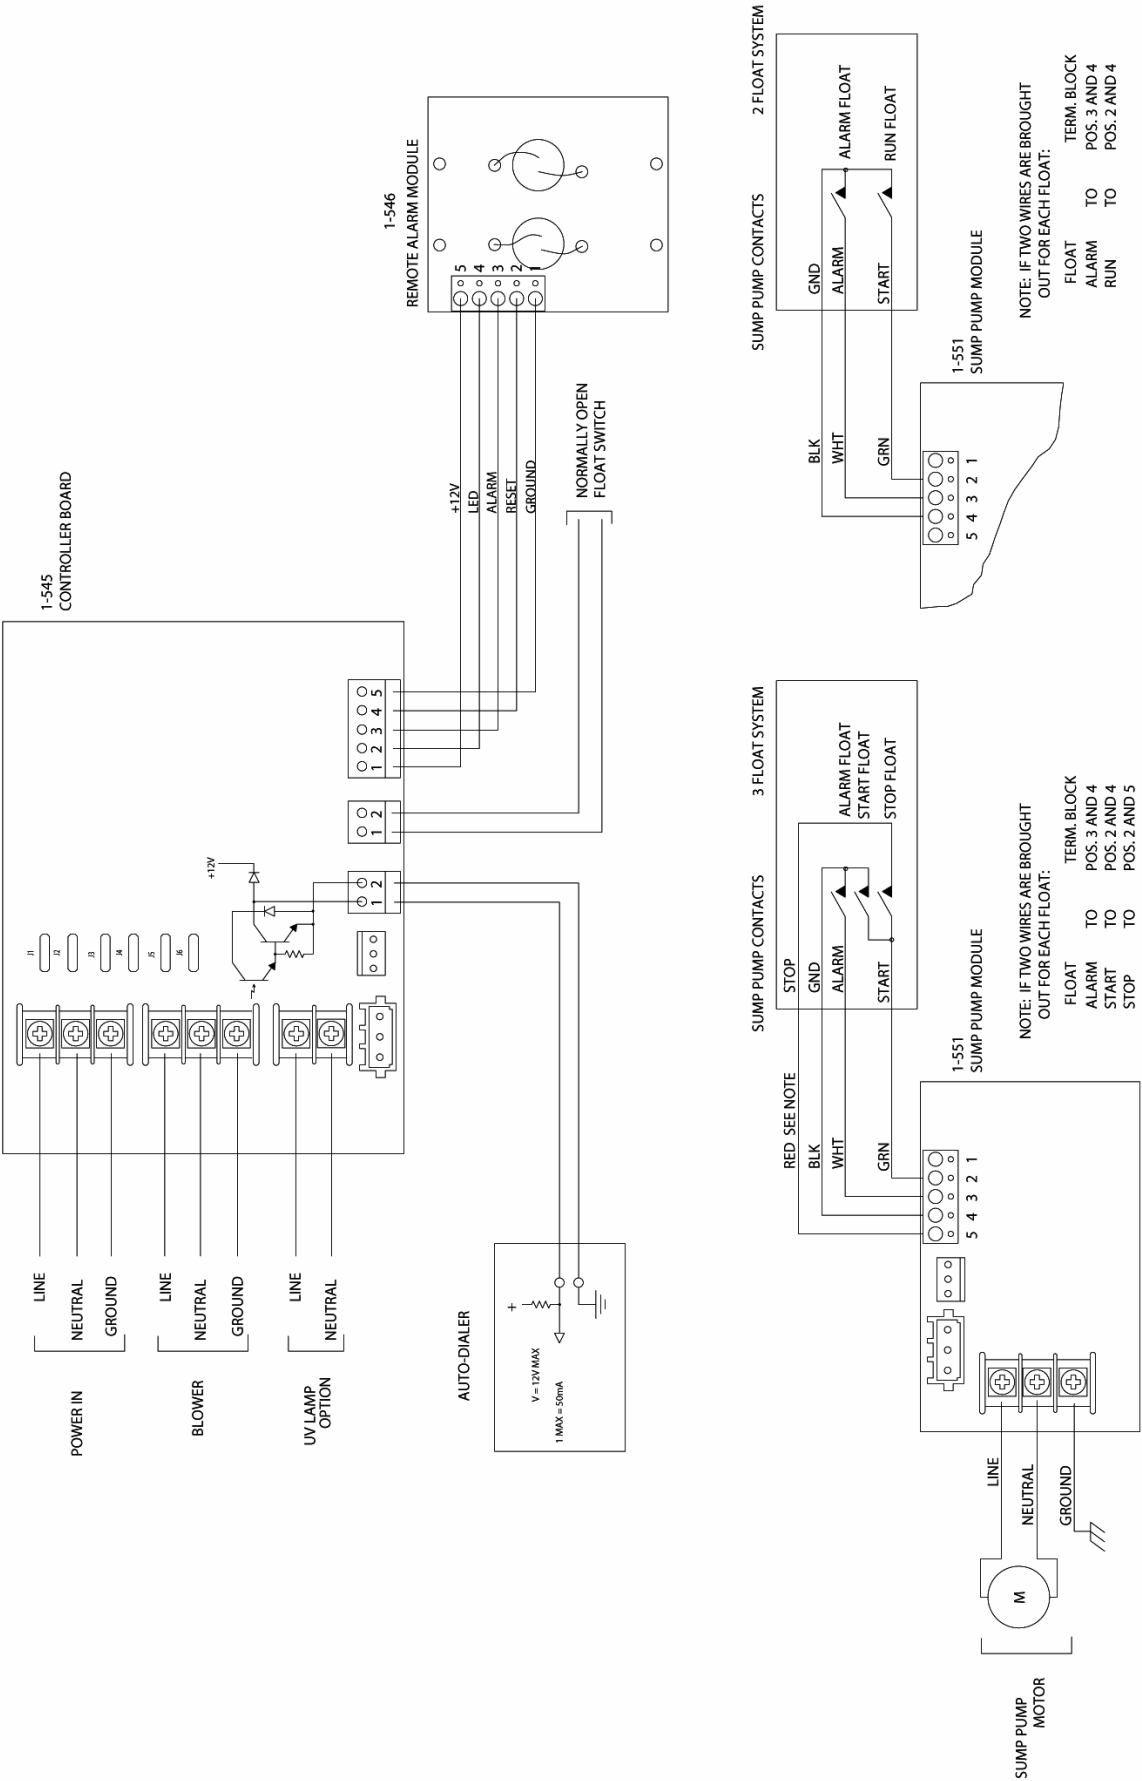 1-545
CONTROLLER BOARD
J1
J2
J3
J4
J5
J6
+12V
1 2
1 2
1 2 3 4 5
LINE
NEUTRAL
GROUND
POWER IN
LINE
NEUTRAL
GROUND
BLOWER
LINE
NEUTRAL
UV LAMP
OPTION
AUTO-DIALER
+
V = 12V MAX
1 MAX = 50mA
+12V
LED
ALARM
RESET
GROUND
NORMALLY OPEN
FLOAT SWITCH
1-546
REMOTE ALARM MODULE
5
4
3
2
1
SUMP PUMP CONTACTS
3 FLOAT SYSTEM
STOP
GND
ALARM
START
ALARM FLOAT
START FLOAT
STOP FLOAT
RED SEE NOTE
BLK
WHT
GRN
1-551
SUMP PUMP MODULE
5 4 3 2 1
LINE
NEUTRAL
GROUND
M
SUMP PUMP
MOTOR
NOTE: IF TWO WIRES ARE BROUGHT
OUT FOR EACH FLOAT:
FLOAT TERM. BLOCK
ALARM TO POS. 3 AND 4
START TO POS. 2 AND 4
STOP TO POS. 2 AND 5
SUMP PUMP CONTACTS
2 FLOAT SYSTEM
GND
ALARM
START
ALARM FLOAT
RUN FLOAT
BLK
WHT
GRN
1-551
SUMP PUMP MODULE
5 4 3 2 1
NOTE: IF TWO WIRES ARE BROUGHT
OUT FOR EACH FLOAT:
FLOAT TERM. BLOCK
ALARM TO POS. 3 AND 4
RUN TO POS. 2 AND 4